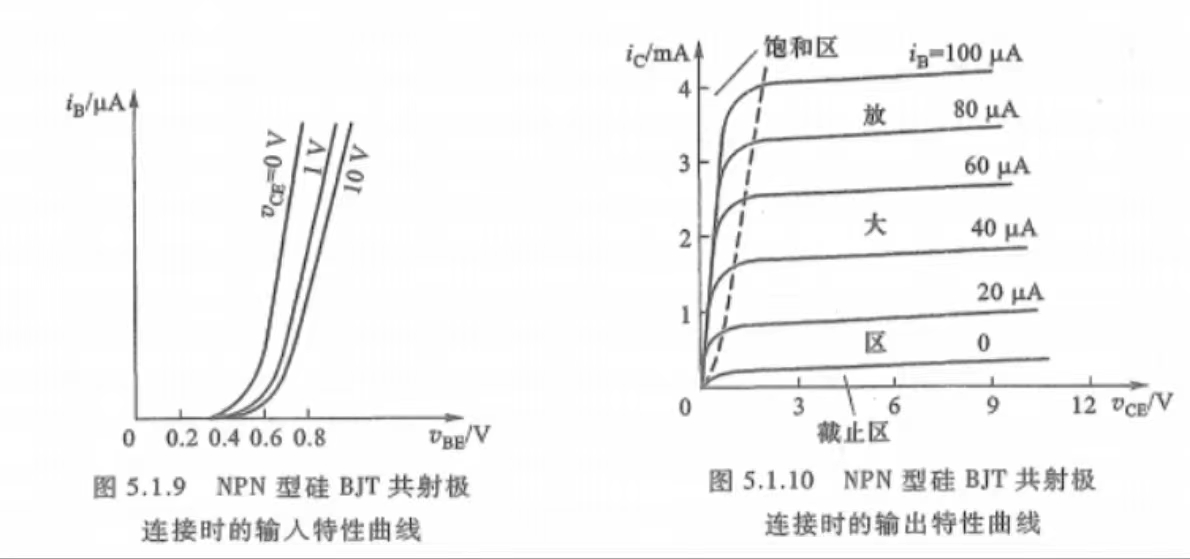 i_B/μA
v_CE=0 V
1 V
10 V
0
0.2
0.4
0.6
0.8
v_BE/V
图 5.1.9 NPN 型硅 BJT 共射极
连接时的输入特性曲线
i_C/mA
饱和区
i_B=100 μA
4
放
80 μA
3
60 μA
2
大
40 μA
20 μA
1
区
0
0
3
6
9
12
v_CE/V
截止区
图 5.1.10 NPN 型硅 BJT 共射极
连接时的输出特性曲线